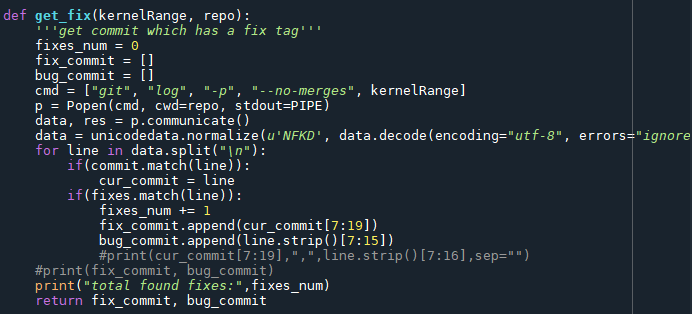 def get_fix(kernelRange, repo):
    '''get commit which has a fix tag'''
    fixes_num = 0
    fix_commit = []
    bug_commit = []
    cmd = ["git", "log", "-p", "--no-merges", kernelRange]
    p = Popen(cmd, cwd=repo, stdout=PIPE)
    data, res = p.communicate()
    data = unicodedata.normalize(u'NFKD', data.decode(encoding="utf-8", errors="ignore
    for line in data.split("\n"):
        if(commit.match(line)):
            cur_commit = line
        if(fixes.match(line)):
            fixes_num += 1
            fix_commit.append(cur_commit[7:19])
            bug_commit.append(line.strip()[7:15])
            #print(cur_commit[7:19],",",line.strip()[7:16],sep="")
    #print(fix_commit, bug_commit)
    print("total found fixes:",fixes_num)
    return fix_commit, bug_commit